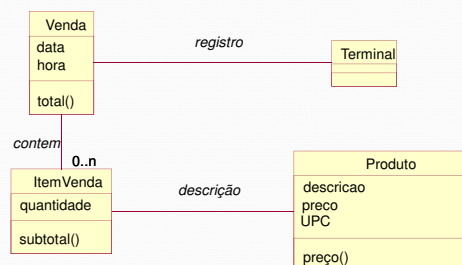 Venda
data
hora
total()
registro
Terminal
contem
0..n
ItemVenda
quantidade
subtotal()
descrição
Produto
descricao
preco
UPC
preço()